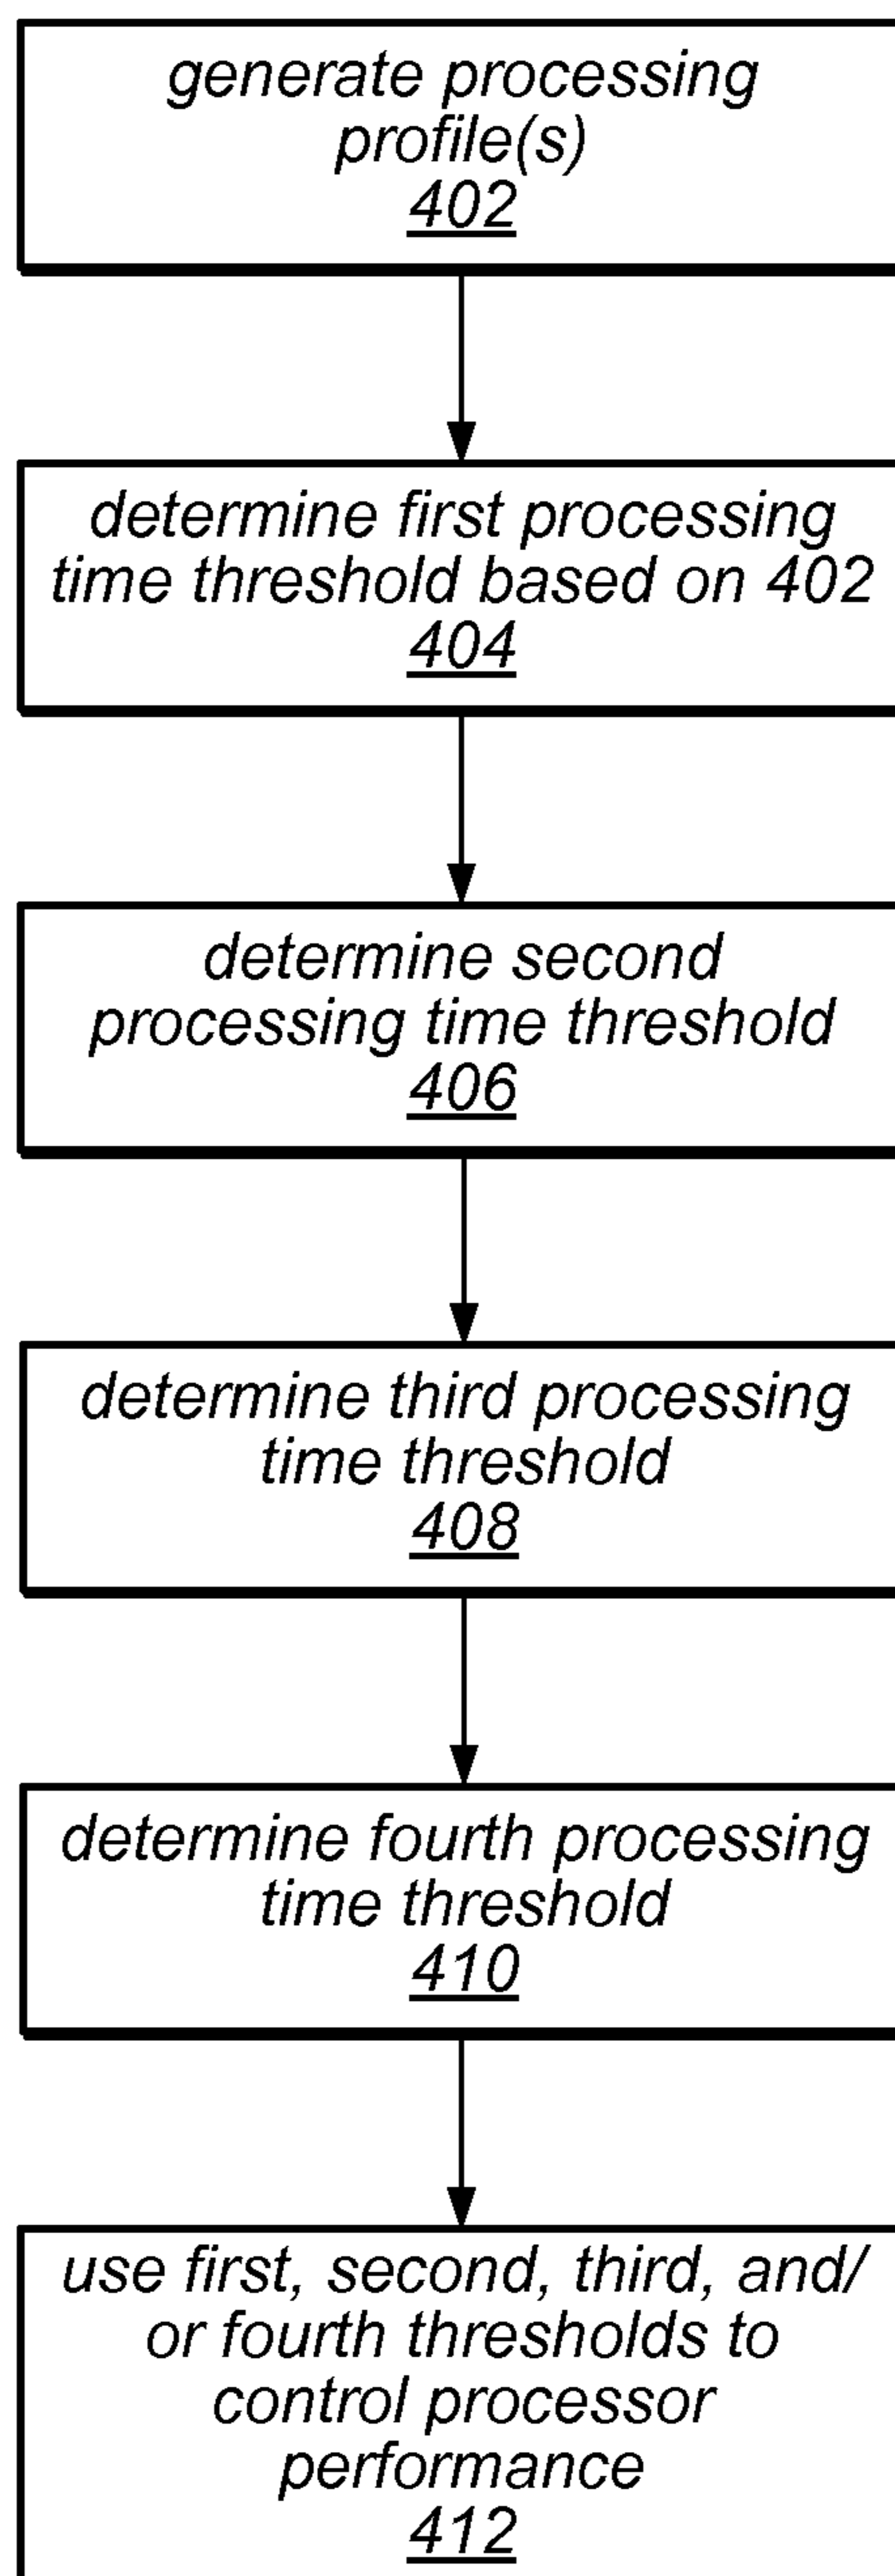 generate processing
profile(s)
402
determine first processing
time threshold based on 402
404
determine second
processing time threshold
406
determine third processing
time threshold
408
determine fourth processing
time threshold
410
use first, second, third, and/
or fourth thresholds to
control processor
performance
412